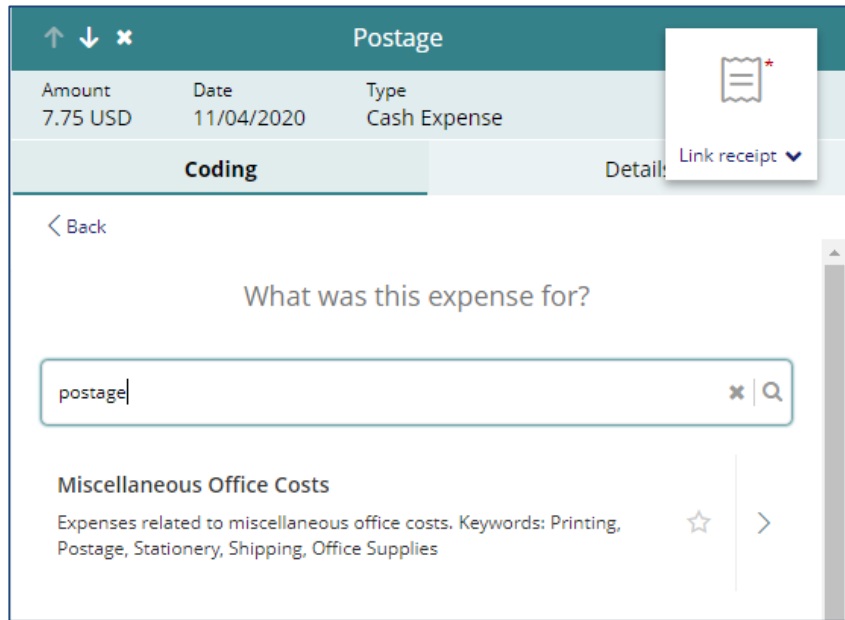 Postage
Amount Date Type
7.75 USD 11/04/2020 Cash Expense
*
Link receipt
Coding Details
Back
What was this expense for?
postage
Miscellaneous Office Costs
Expenses related to miscellaneous office costs. Keywords: Printing,
Postage, Stationery, Shipping, Office Supplies